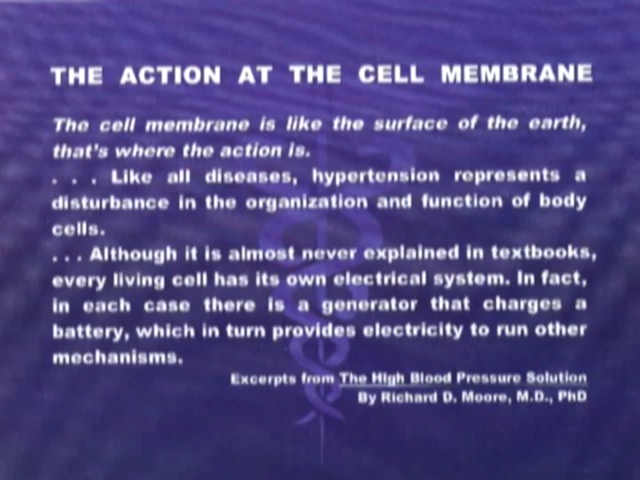 THE ACTION AT THE CELL MEMBRANE
The cell membrane is like the surface of the earth,
that's where the action is.
. . . Like all diseases, hypertension represents a
disturbance in the organization and function of body
cells.
. . . Although it is almost never explained in textbooks,
every living cell has its own electrical system. In fact,
in each case there is a generator that charges a
battery, which in turn provides electricity to run other
mechanisms.
Excerpts from The High Blood Pressure Solution
By Richard D. Moore, M.D., PhD